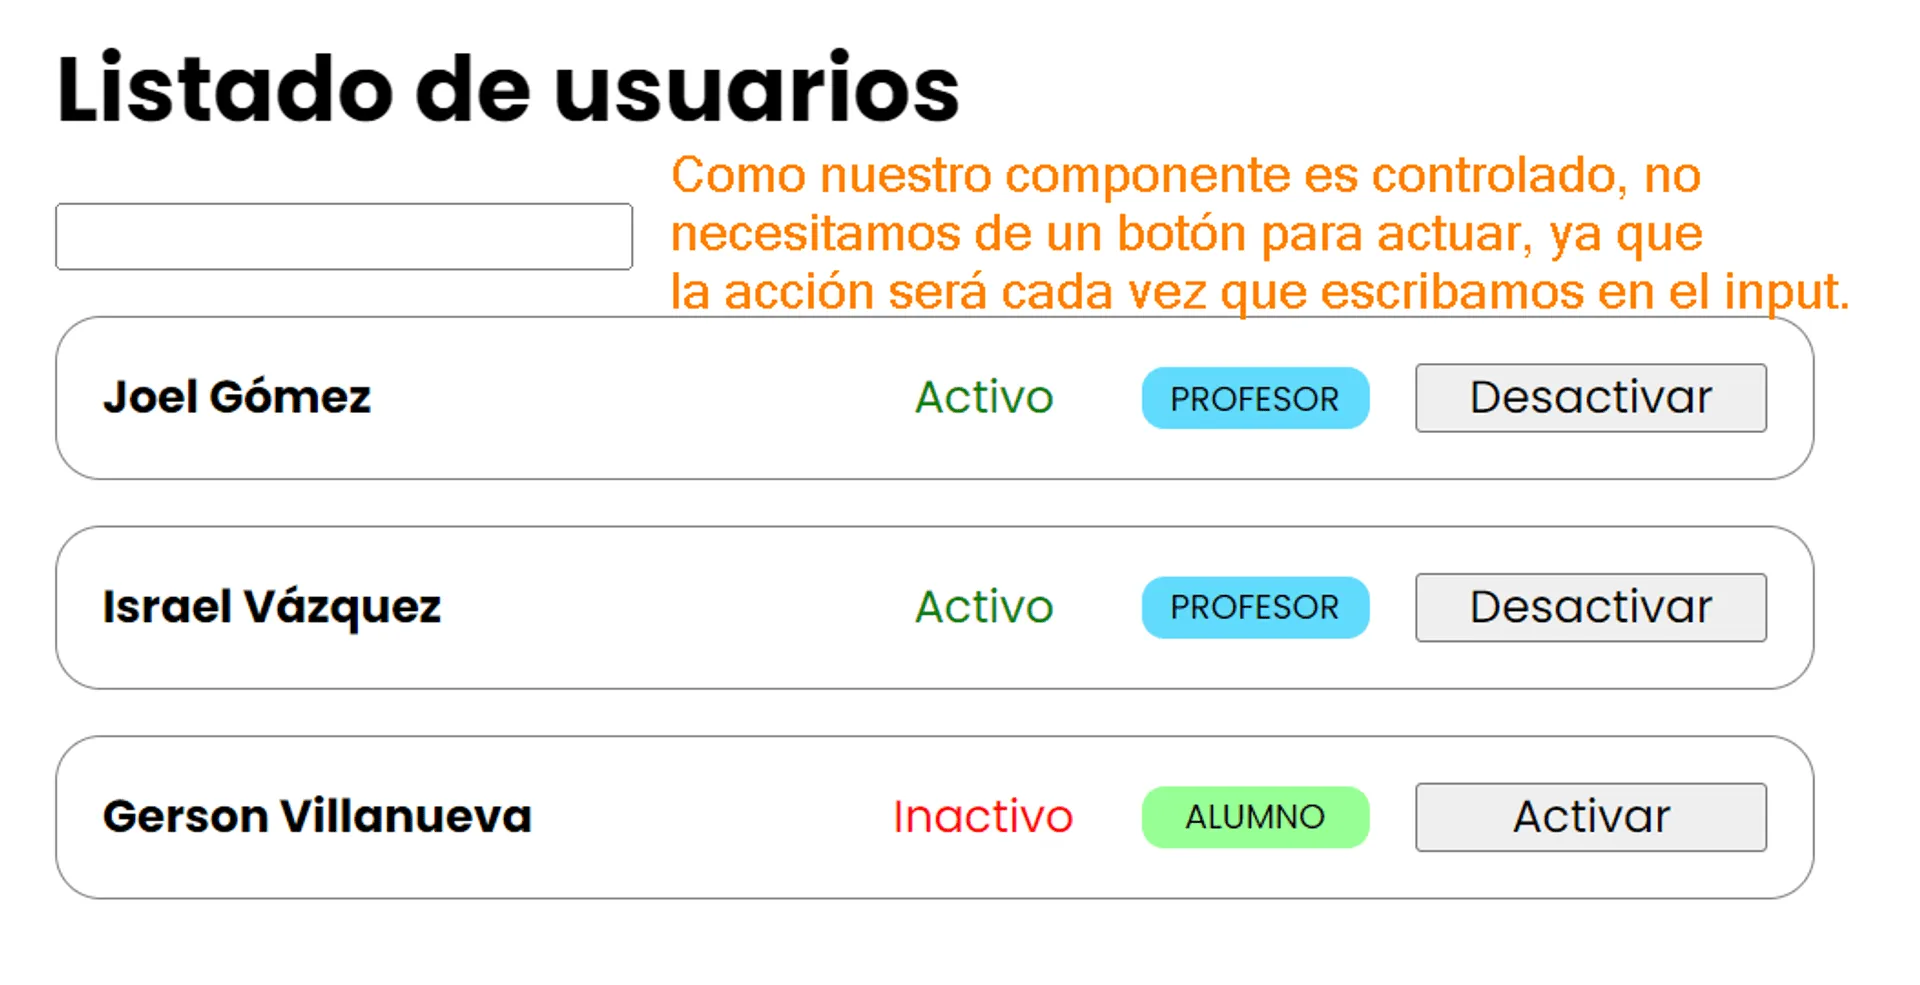 Listado de usuarios
Como nuestro componente es controlado, no
necesitamos de un botón para actuar, ya que
la acción será cada vez que escribamos en el input.
Joel Gómez Activo PROFESOR Desactivar
Israel Vázquez Activo PROFESOR Desactivar
Gerson Villanueva Inactivo ALUMNO Activar